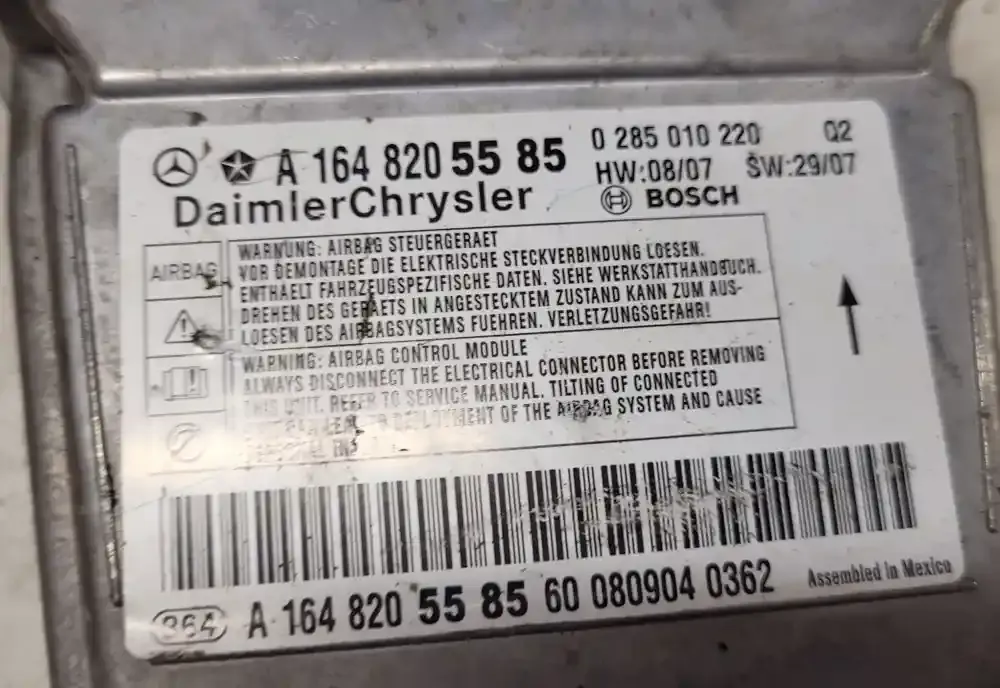 A 164 820 55 85
0 285 010 220 Q2
HW:08/07 SW:29/07
DaimlerChrysler
BOSCH
AIRBAG
WARNUNG: AIRBAG STEUERGERAET
VOR DEMONTAGE DIE ELEKTRISCHE STECKVERBINDUNG LOESEN.
ENTHAELT FAHRZEUGSPEZIFISCHE DATEN. SIEHE WERKSTATTHANDBUCH.
DREHEN DES GERAETS IN ANGESTECKTEM ZUSTAND KANN ZUM AUS-
LOESEN DES AIRBAGSYSTEMS FUEHREN. VERLETZUNGSGEFAHR!
WARNING: AIRBAG CONTROL MODULE
ALWAYS DISCONNECT THE ELECTRICAL CONNECTOR BEFORE REMOVING
THIS UNIT. REFER TO SERVICE MANUAL. TILTING OF CONNECTED
DEPLOYMENT OF THE AIRBAG SYSTEM AND CAUSE
364 A 164 820 55 85 60 080904 0362
Assembled in Mexico